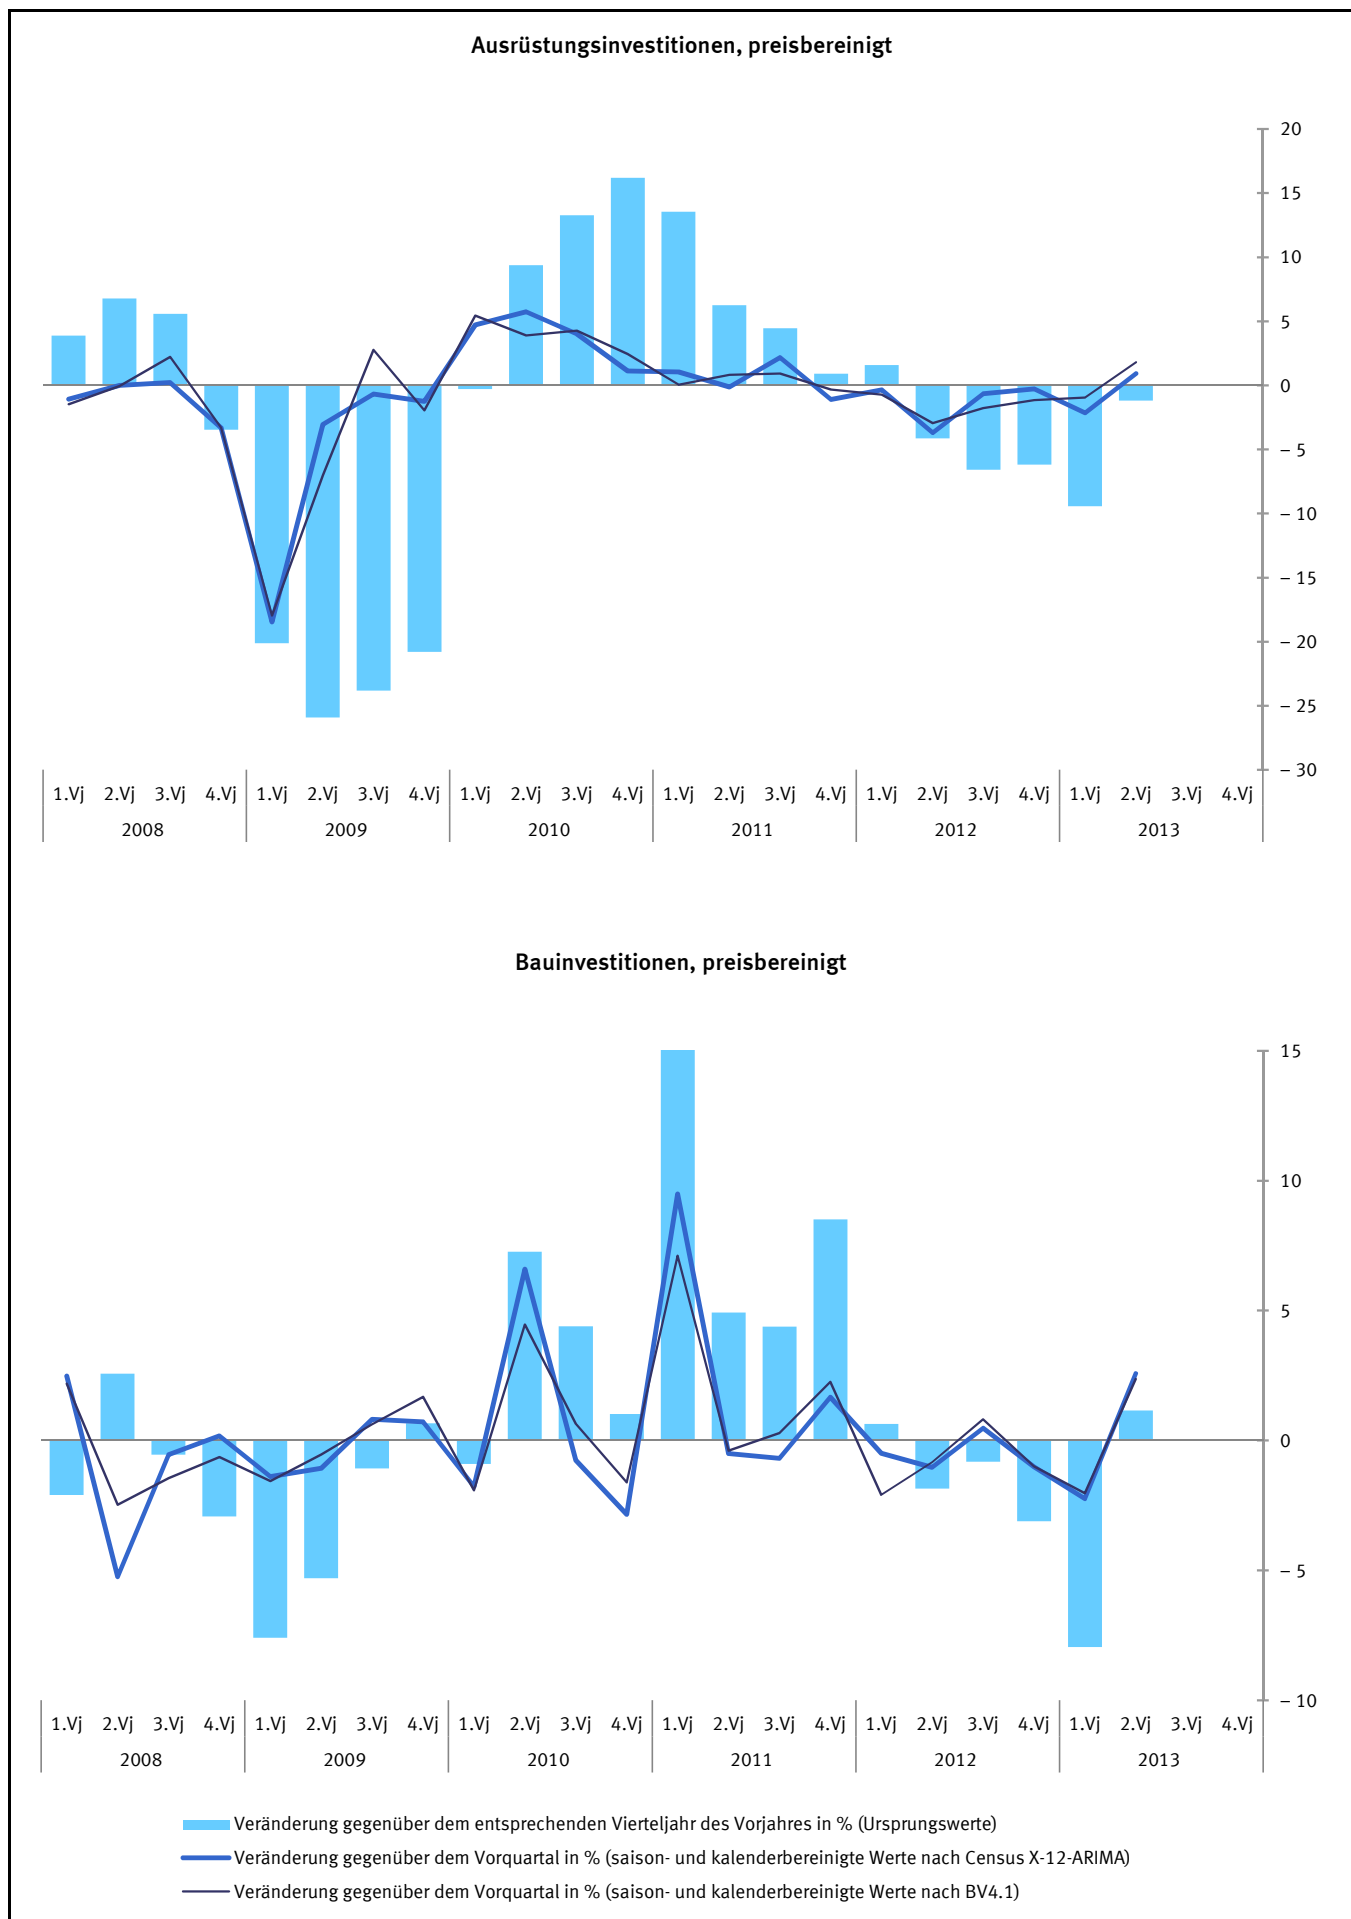 Ausrüstungsinvestitionen, preisbereinigt
20
15
10
5
0
– 5
– 10
– 15
– 20
– 25
– 30
1.Vj 2.Vj 3.Vj 4.Vj 1.Vj 2.Vj 3.Vj 4.Vj 1.Vj 2.Vj 3.Vj 4.Vj 1.Vj 2.Vj 3.Vj 4.Vj 1.Vj 2.Vj 3.Vj 4.Vj 1.Vj 2.Vj 3.Vj 4.Vj
2008 2009 2010 2011 2012 2013
Bauinvestitionen, preisbereinigt
15
10
5
0
– 5
– 10
1.Vj 2.Vj 3.Vj 4.Vj 1.Vj 2.Vj 3.Vj 4.Vj 1.Vj 2.Vj 3.Vj 4.Vj 1.Vj 2.Vj 3.Vj 4.Vj 1.Vj 2.Vj 3.Vj 4.Vj 1.Vj 2.Vj 3.Vj 4.Vj
2008 2009 2010 2011 2012 2013
Veränderung gegenüber dem entsprechenden Vierteljahr des Vorjahres in % (Ursprungswerte)
Veränderung gegenüber dem Vorquartal in % (saison- und kalenderbereinigte Werte nach Census X-12-ARIMA)
Veränderung gegenüber dem Vorquartal in % (saison- und kalenderbereinigte Werte nach BV4.1)